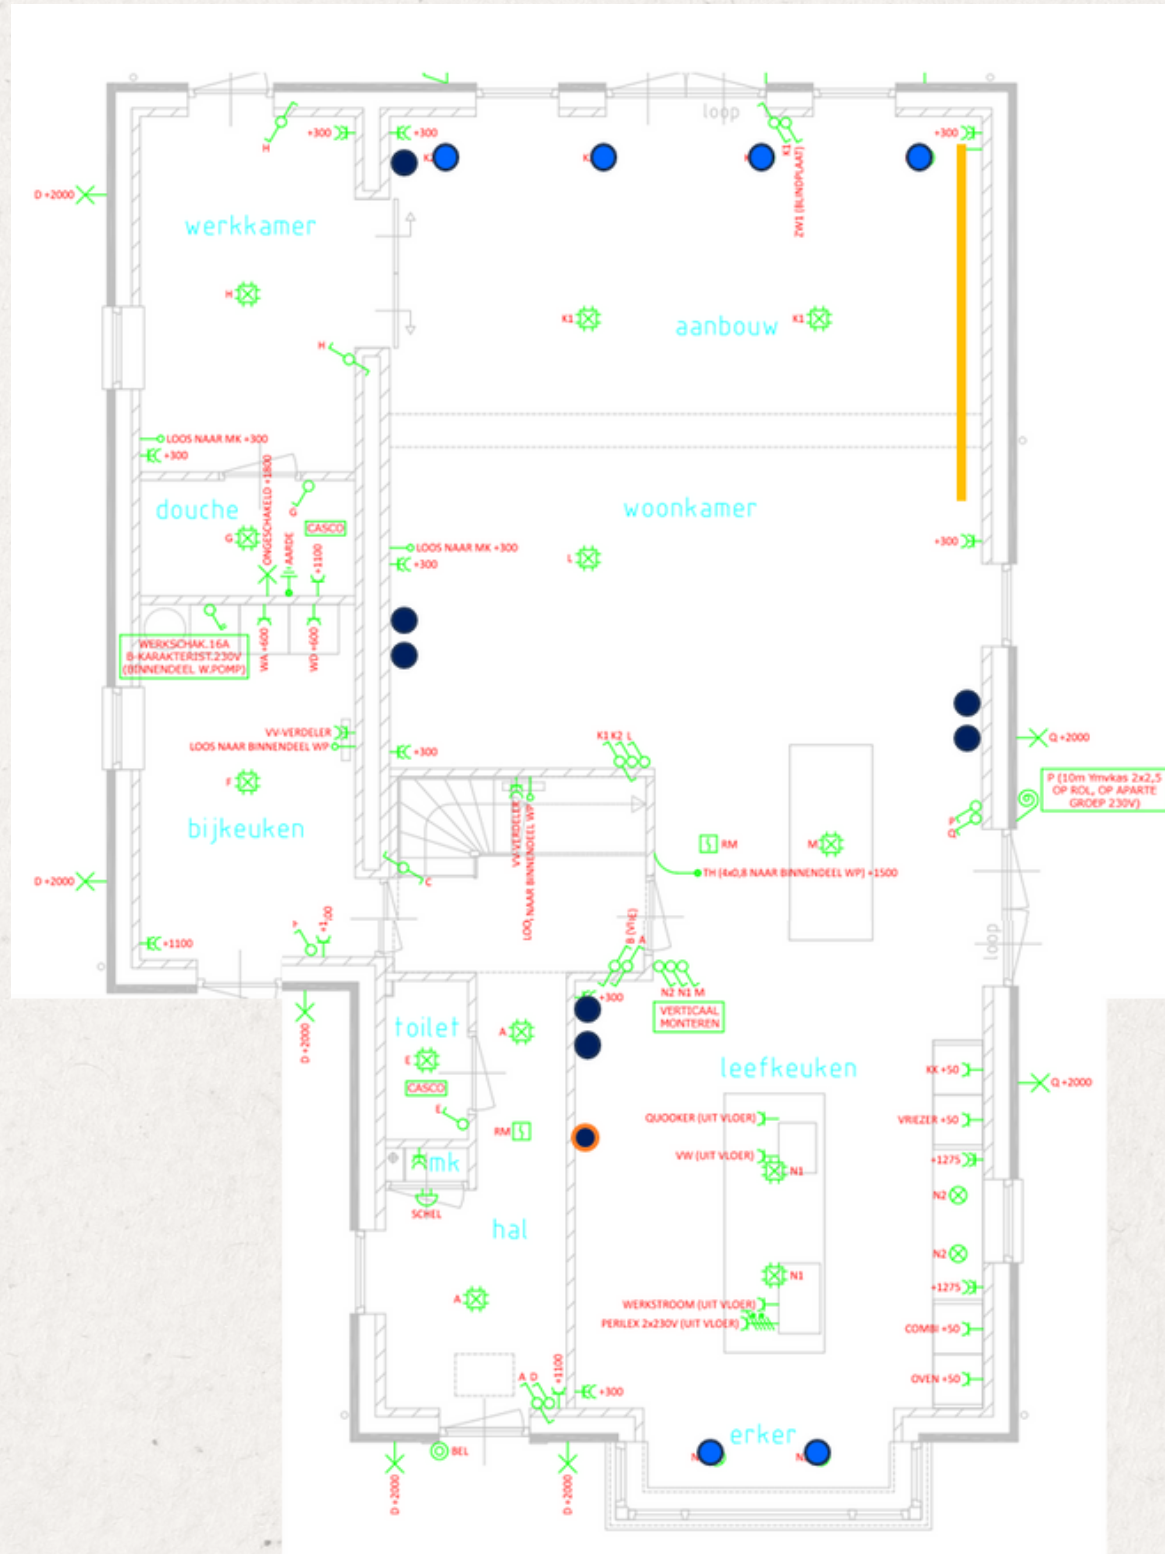 loop
H
+300
+300
K1
ZW1 (BLINDPLAAT)
+300
D +2000
werkkamer
H
K1
aanbouw
K1
H
LOOS NAAR MK +300
+300
ONGESCHAKELD +1800
douche
G
CASCO
G
AARDE
+1100
woonkamer
LOOS NAAR MK +300
+300
L
+300
WERKSCHAK.16A
B-KARAKTERIST.230V
(BINNENDEEL W.POMP)
WA +600
WD +600
VV-VERDELER
LOOS NAAR BINNENDEEL WP
+300
K1 K2 L
Q +2000
P (10m Ymvkas 2x2,5
OP ROL, OP APARTE
GROEP 230V)
F
bijkeuken
VV-VERDELER
LOOS NAAR BINNENDEEL WP
P
Q
RM
M
TH (4x0,8 NAAR BINNENDEEL WP) +1500
D +2000
C
+1100
B (VliE)
A
loop
+1100
N2 N1 M
VERTICAAL
MONTEREN
+300
D +2000
toilet
A
E
CASCO
E
leefkeuken
KK +50
Q +2000
QUOOKER (UIT VLOER)
VRIEZER +50
RM
mk
VW (UIT VLOER)
N1
+1275
SCHEL
N2
hal
N2
N1
+1275
A
WERKSTROOM (UIT VLOER)
PERILEX 2x230V (UIT VLOER)
COMBI +50
A D
+1100
+300
OVEN +50
erker
BEL
D +2000
D +2000